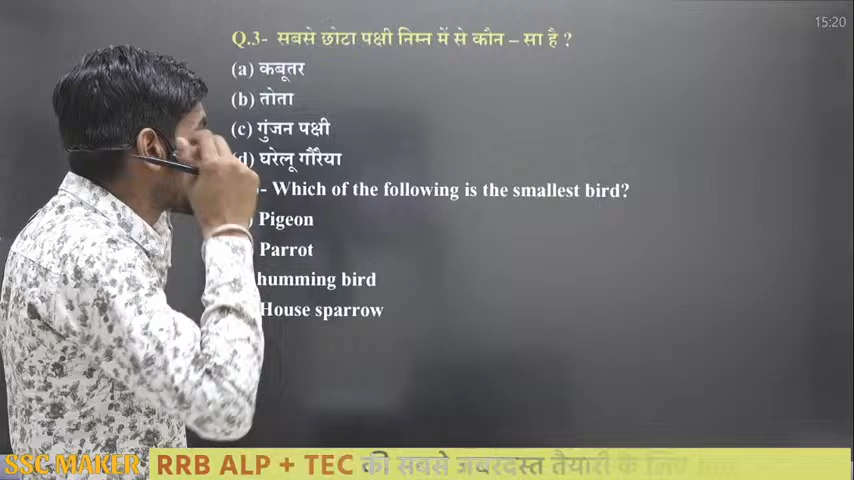 15:20
Q.3- सबसे छोटा पक्षी निम्न में से कौन – सा है ?
(a) कबूतर
(b) तोता
(c) गुंजन पक्षी
(d) घरेलू गौरैया
- Which of the following is the smallest bird?
Pigeon
Parrot
humming bird
House sparrow
SSC MAKER
RRB ALP + TEC की सबसे जबरदस्त तैयारी के लिए